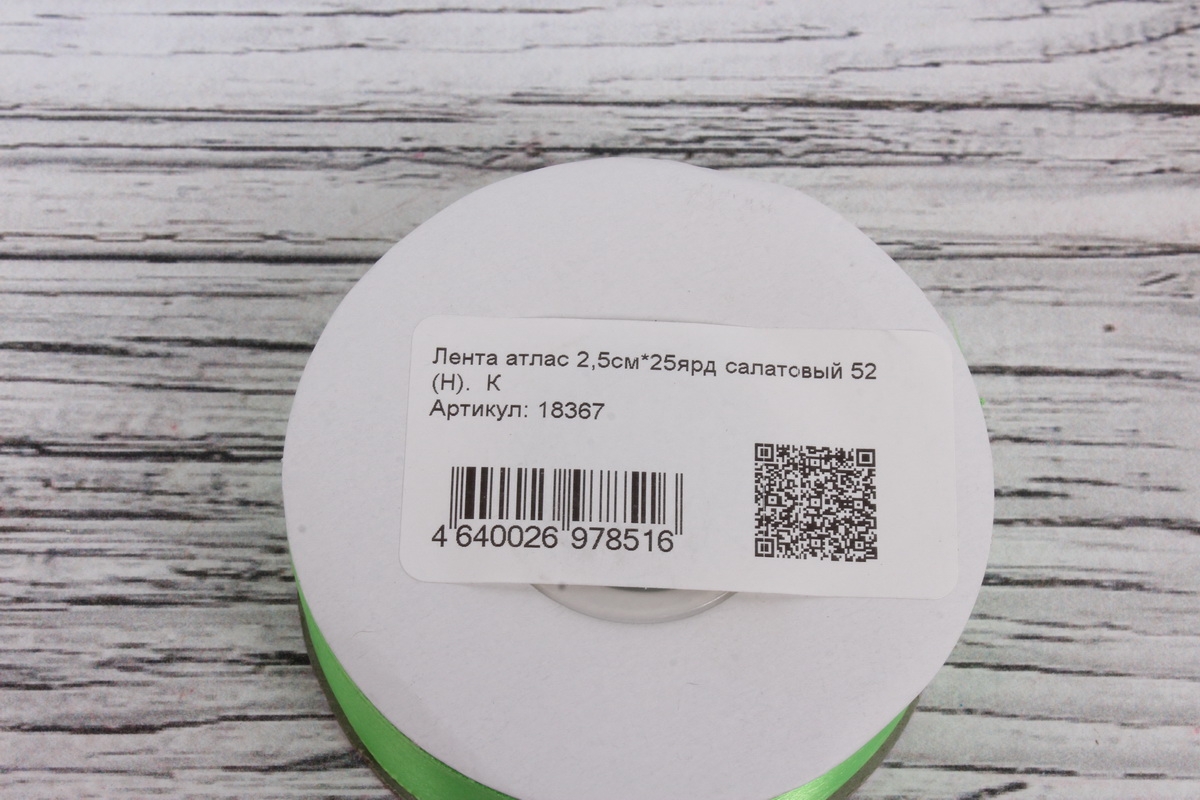 Лента атлас 2,5см*25ярд салатовый 52
(Н). К
Артикул: 18367
4 640026 978516